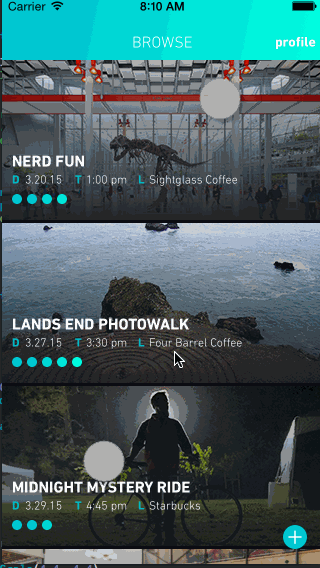 Carrier 8:10 AM
BROWSE profile
NERD FUN
D 3.20.15 T 1:00 pm L Sightglass Coffee
LANDS END PHOTOWALK
D 3.27.15 T 3:30 pm L Four Barrel Coffee
MIDNIGHT MYSTERY RIDE
D 3.29.15 T 4:45 pm L Starbucks